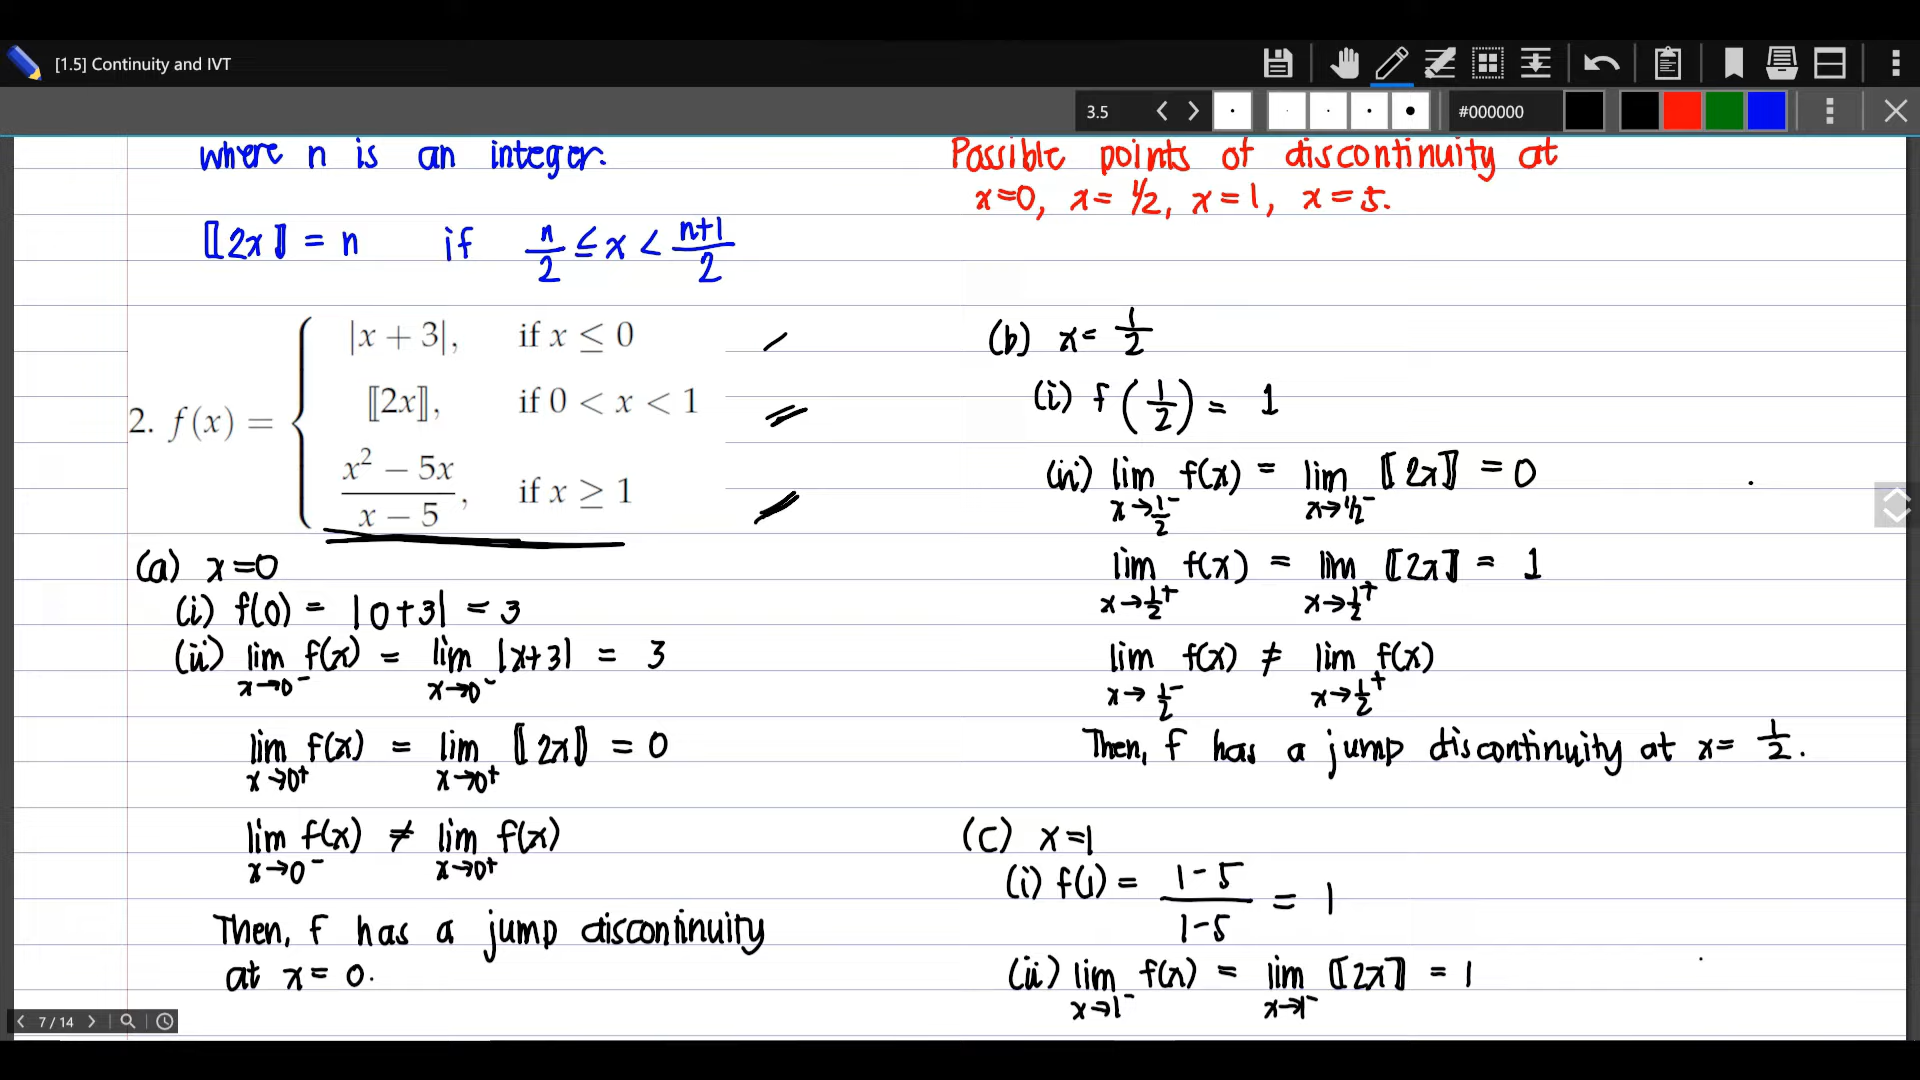 [1.5] Continuity and IVT
3.5
#000000
where n is an integer.
⟦2x⟧ = n if n/2 ≤ x < (n+1)/2
Possible points of discontinuity at
x=0, x= 1/2, x=1, x=5.
2. f(x) = { |x + 3|, if x ≤ 0
⟦2x⟧, if 0 < x < 1
(x² − 5x)/(x − 5), if x ≥ 1
(a) x=0
(i) f(0) = |0+3| = 3
(ii) lim x→0⁻ f(x) = lim x→0⁻ |x+3| = 3
lim x→0⁺ f(x) = lim x→0⁺ ⟦2x⟧ = 0
lim x→0⁻ f(x) ≠ lim x→0⁺ f(x)
Then, f has a jump discontinuity
at x= 0.
(b) x= 1/2
(i) f(1/2) = 1
(ii) lim x→1/2⁻ f(x) = lim x→1/2⁻ ⟦2x⟧ = 0
lim x→1/2⁺ f(x) = lim x→1/2⁺ ⟦2x⟧ = 1
lim x→1/2⁻ f(x) ≠ lim x→1/2⁺ f(x)
Then, f has a jump discontinuity at x= 1/2.
(c) x=1
(i) f(1) = (1-5)/(1-5) = 1
(ii) lim x→1⁻ f(x) = lim x→1⁻ ⟦2x⟧ = 1
7 / 14